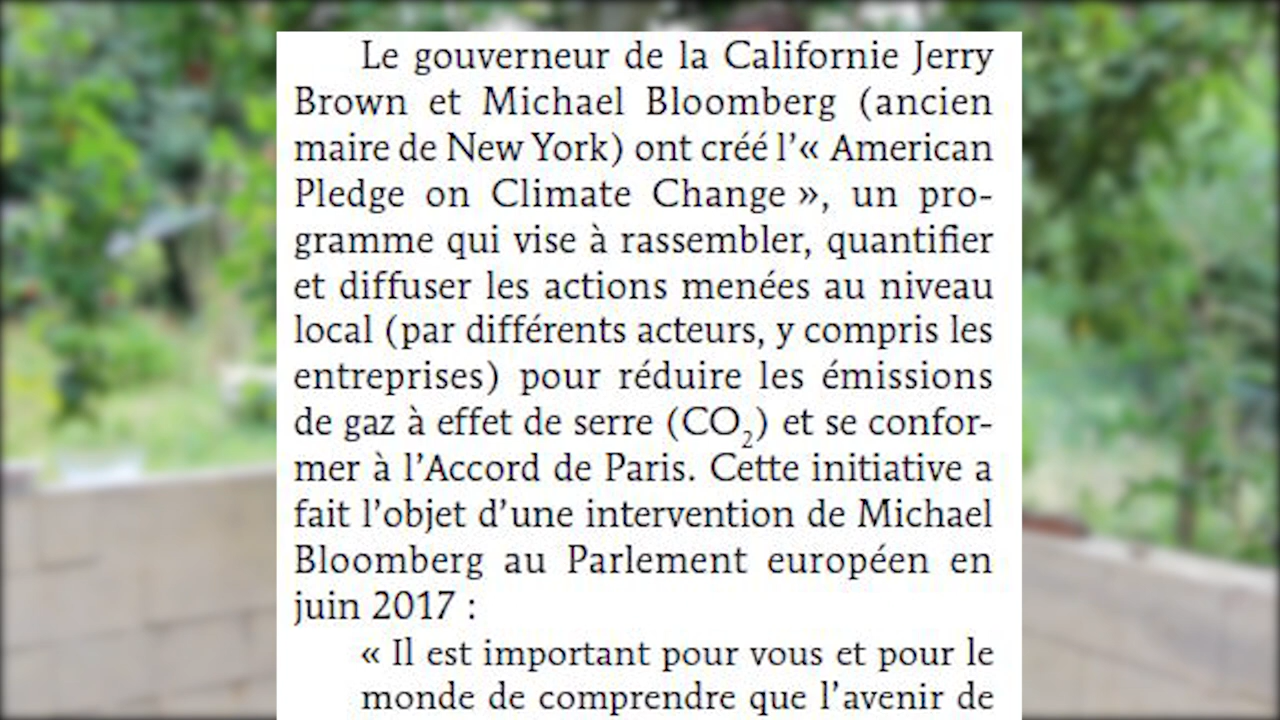 Le gouverneur de la Californie Jerry
Brown et Michael Bloomberg (ancien
maire de New York) ont créé l’« American
Pledge on Climate Change », un pro-
gramme qui vise à rassembler, quantifier
et diffuser les actions menées au niveau
local (par différents acteurs, y compris les
entreprises) pour réduire les émissions
de gaz à effet de serre (CO₂) et se confor-
mer à l’Accord de Paris. Cette initiative a
fait l’objet d’une intervention de Michael
Bloomberg au Parlement européen en
juin 2017 :
« Il est important pour vous et pour le
monde de comprendre que l’avenir de